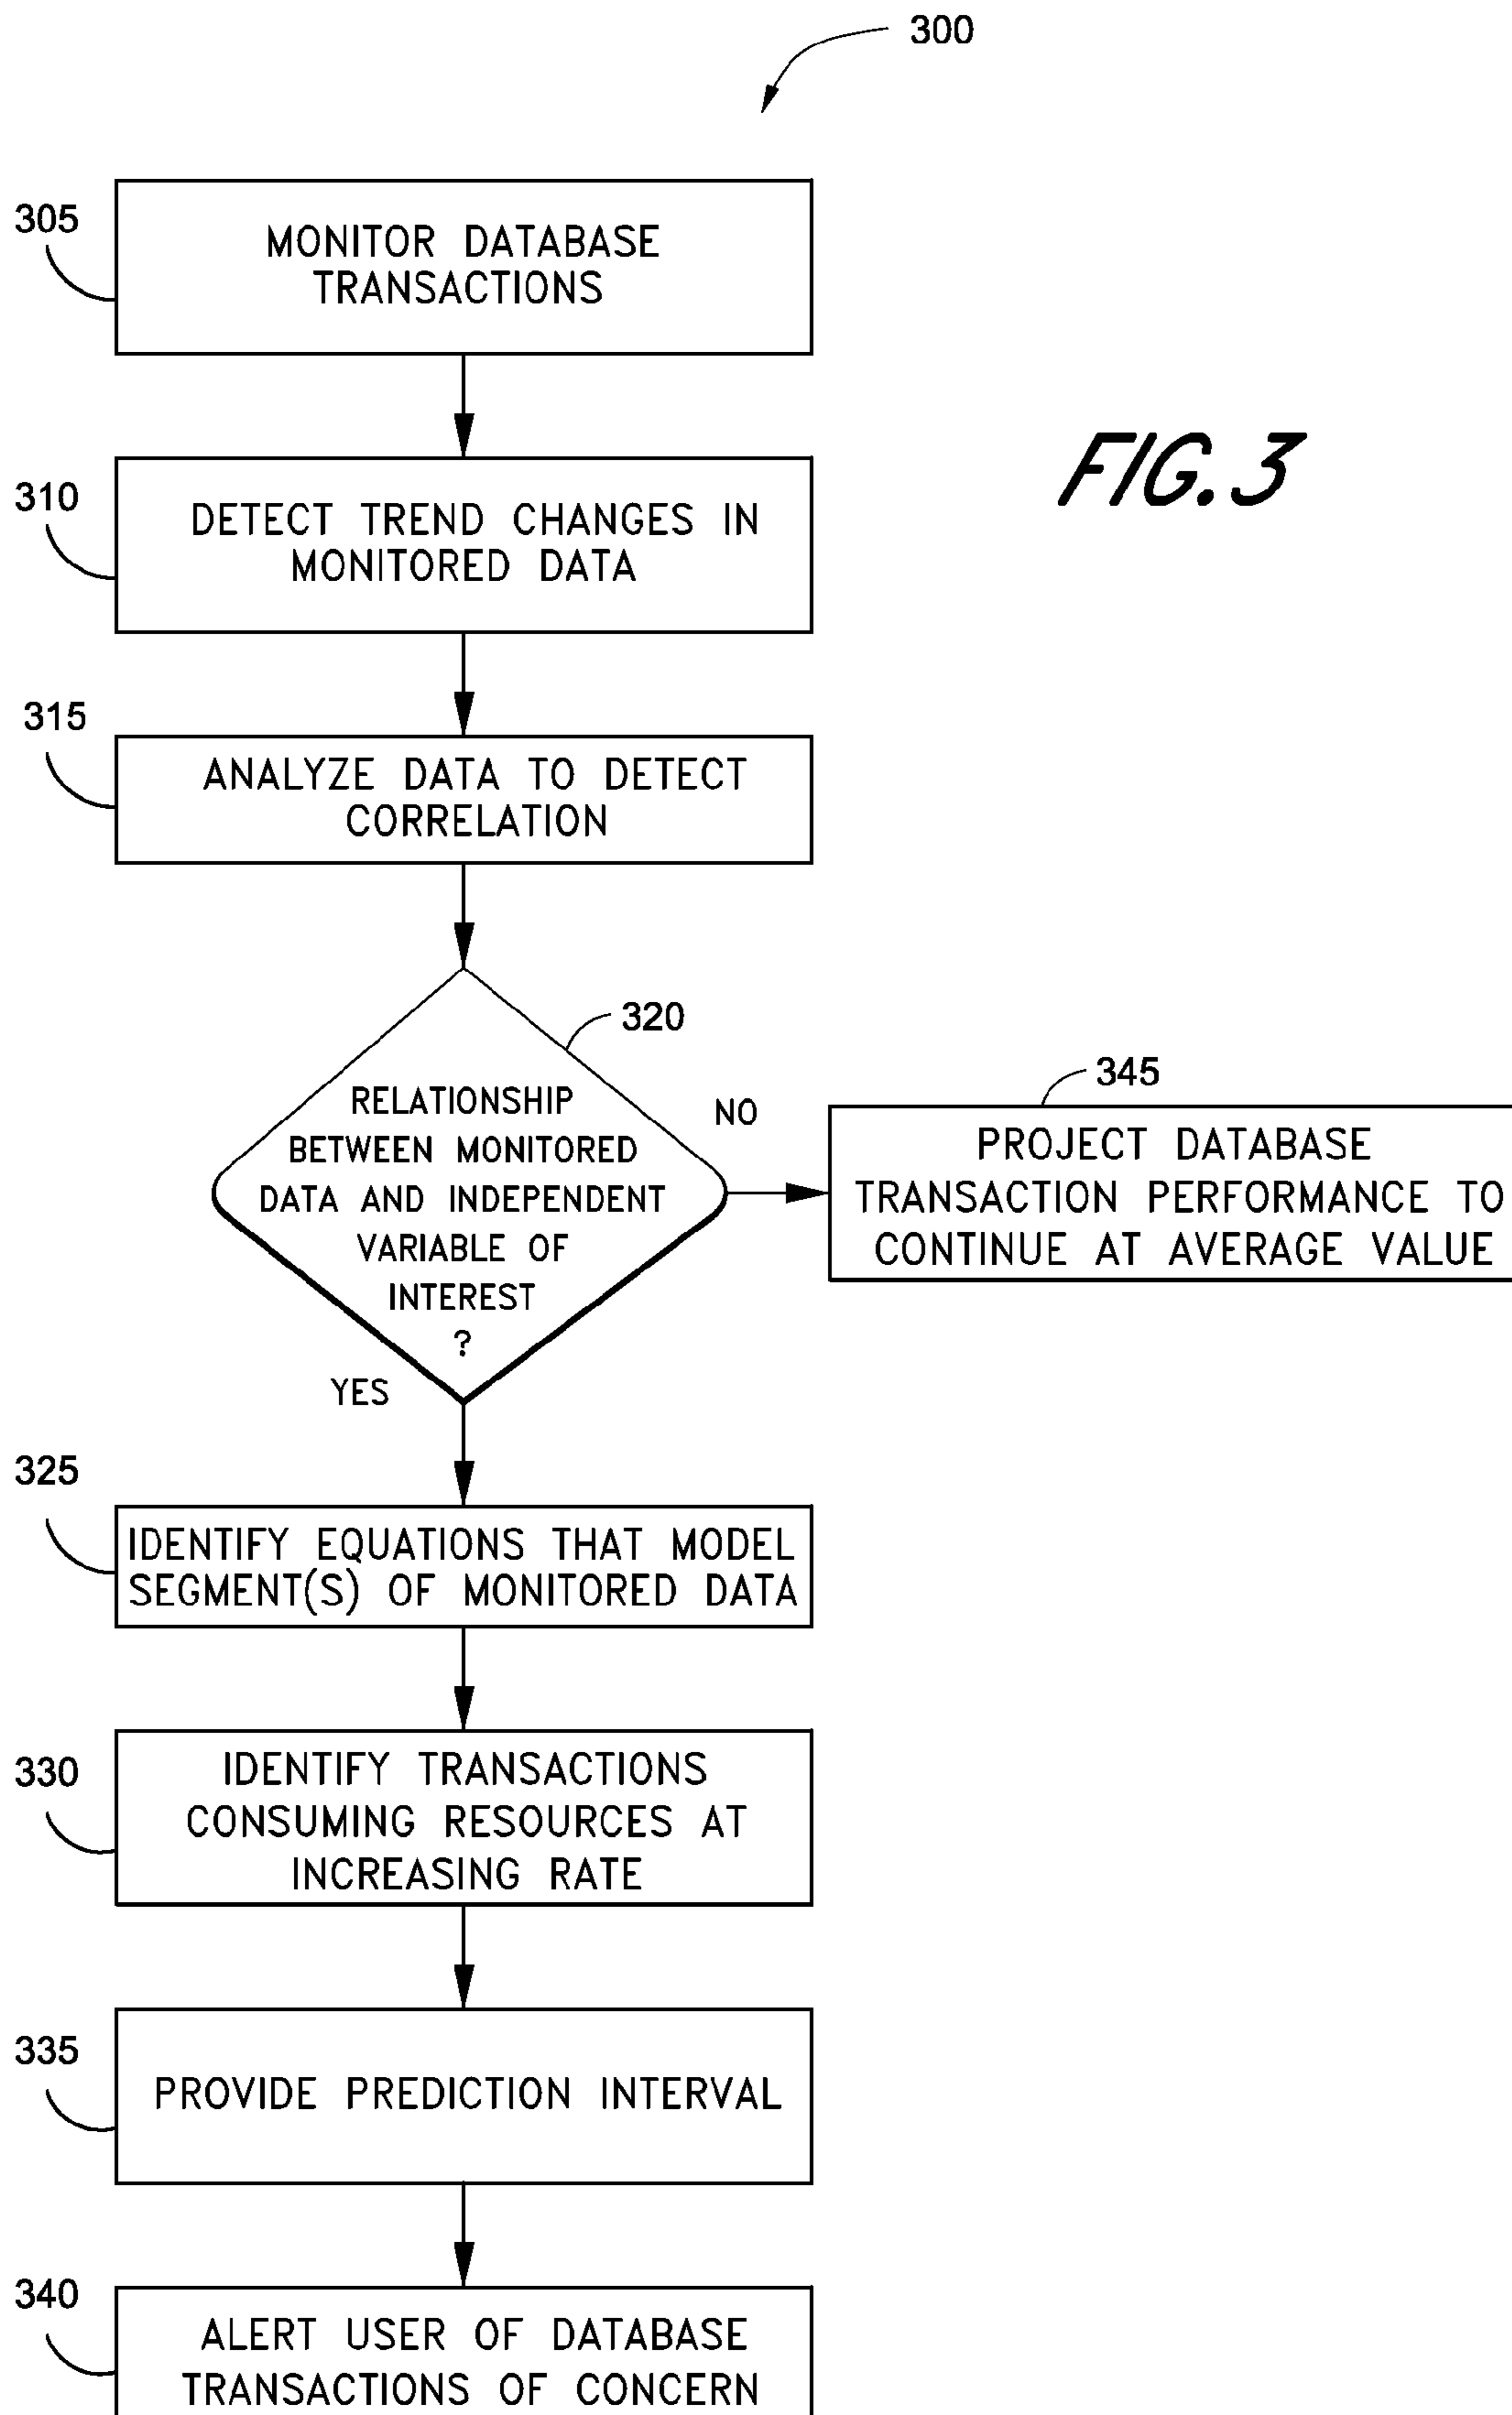 300
305
MONITOR DATABASE
TRANSACTIONS
FIG. 3
310
DETECT TREND CHANGES IN
MONITORED DATA
315
ANALYZE DATA TO DETECT
CORRELATION
320
RELATIONSHIP
BETWEEN MONITORED
DATA AND INDEPENDENT
VARIABLE OF
INTEREST
?
NO
345
PROJECT DATABASE
TRANSACTION PERFORMANCE TO
CONTINUE AT AVERAGE VALUE
YES
325
IDENTIFY EQUATIONS THAT MODEL
SEGMENT(S) OF MONITORED DATA
330
IDENTIFY TRANSACTIONS
CONSUMING RESOURCES AT
INCREASING RATE
335
PROVIDE PREDICTION INTERVAL
340
ALERT USER OF DATABASE
TRANSACTIONS OF CONCERN